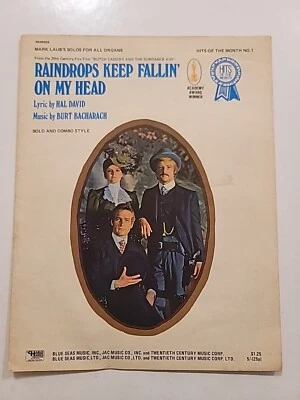 MARK LAUB'S SOLOS FOR ALL ORGANS
HITS OF THE MONTH NO. 1
From the 20th Century-Fox Film "BUTCH CASSIDY AND THE SUNDANCE KID"
RAINDROPS KEEP FALLIN'
ON MY HEAD
Lyric by HAL DAVID
Music by BURT BACHARACH
ACADEMY
AWARD
WINNER
HITS
SOLO AND COMBO STYLE
BLUE SEAS MUSIC, INC., JAC MUSIC CO., INC. and TWENTIETH CENTURY MUSIC CORP.
$1.25
BLUE SEAS MUSIC LTD., JAC MUSIC CO., LTD. and TWENTIETH CENTURY MUSIC CORP. LTD.
5/-(25p)